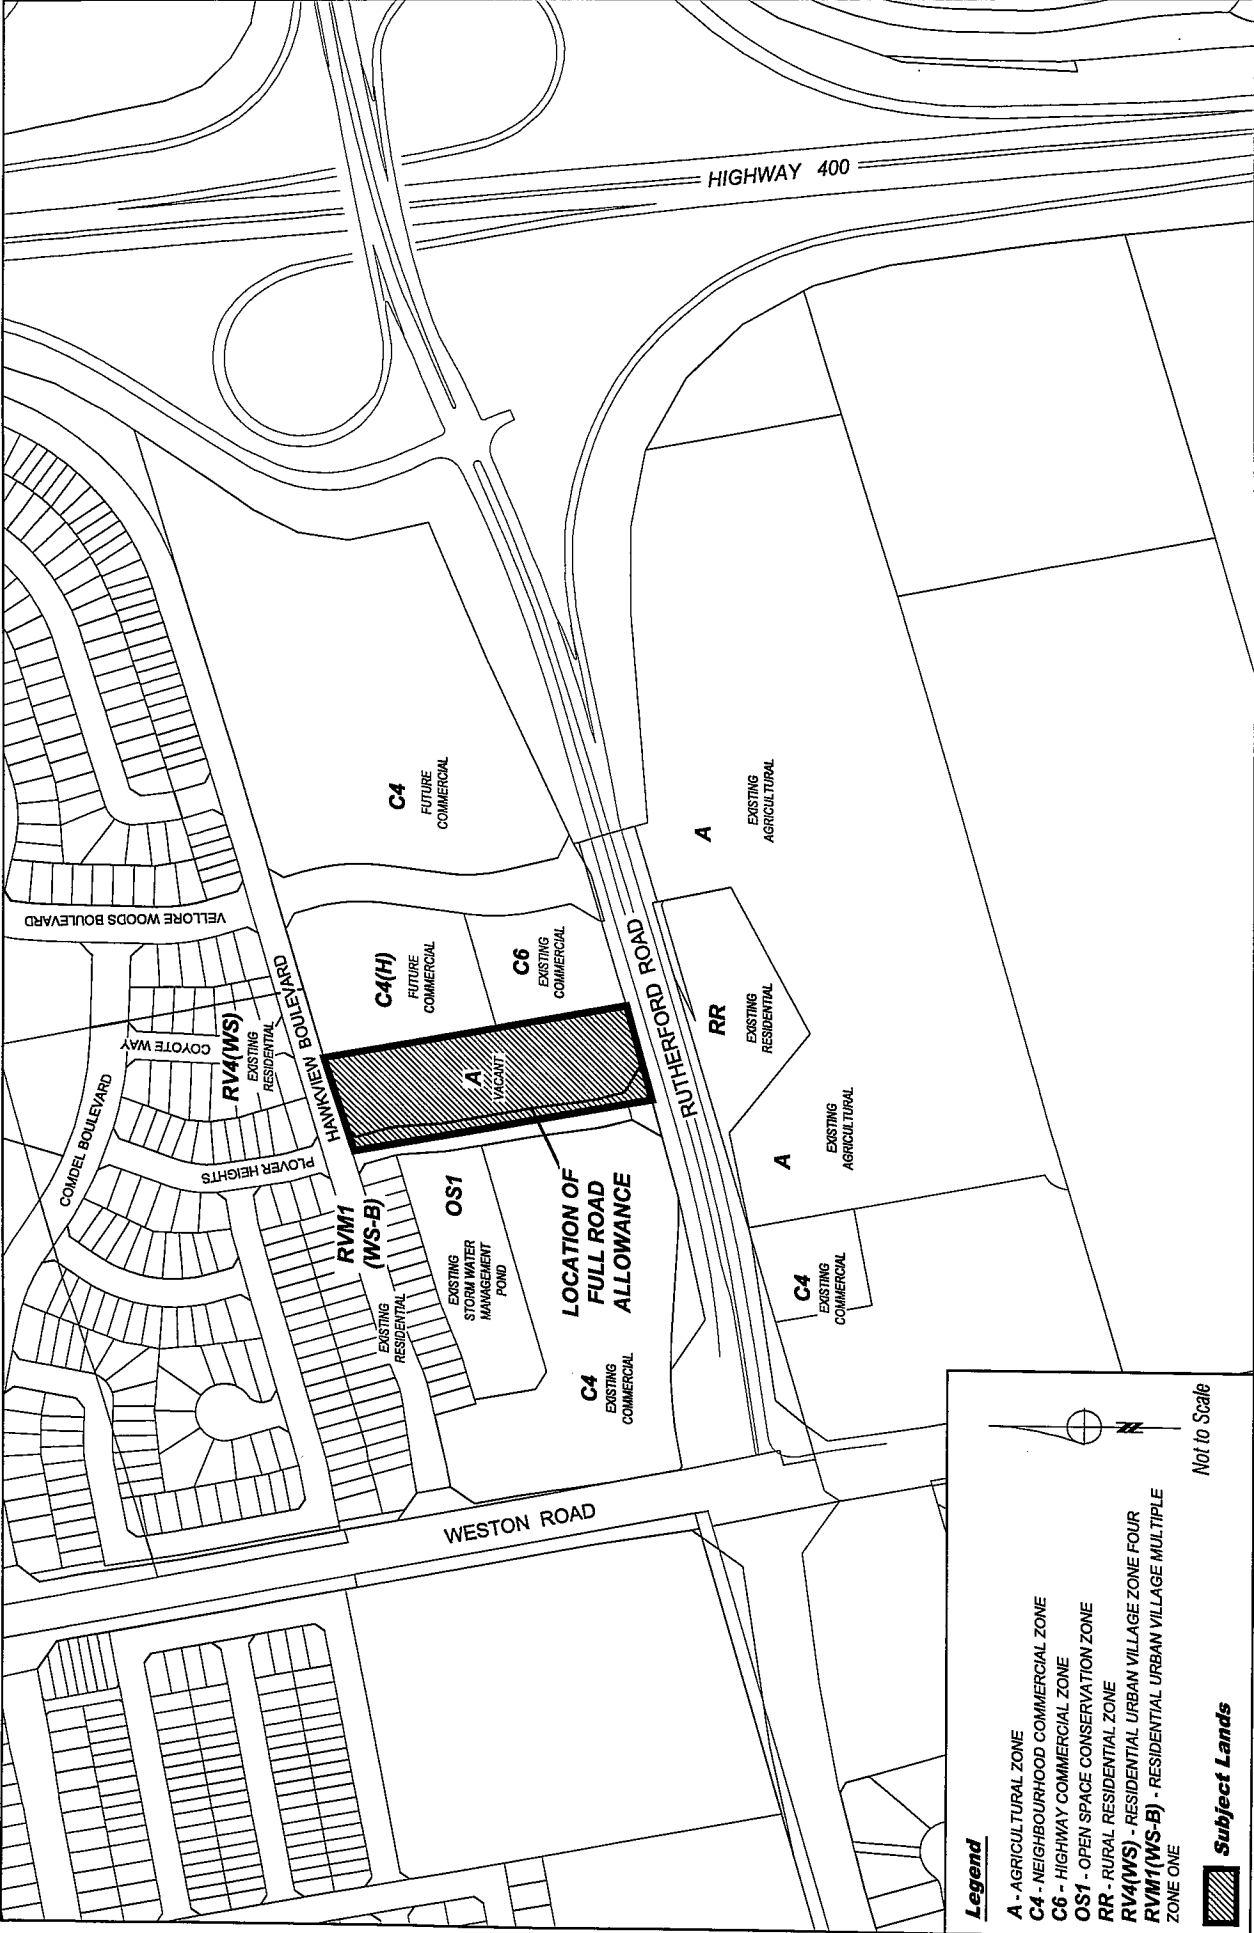 HIGHWAY 400
VELLORE WOODS BOULEVARD
COYOTE WAY
COMDEL BOULEVARD
PLOVER HEIGHTS
HAWKVIEW BOULEVARD
RV4(WS)
EXISTING
RESIDENTIAL
RVM1
(WS-B)
EXISTING
RESIDENTIAL
C4
FUTURE
COMMERCIAL
C4(H)
FUTURE
COMMERCIAL
C6
EXISTING
COMMERCIAL
A
VACANT
OS1
EXISTING
STORM WATER
MANAGEMENT
POND
LOCATION OF
FULL ROAD
ALLOWANCE
C4
EXISTING
COMMERCIAL
RUTHERFORD ROAD
A
EXISTING
AGRICULTURAL
RR
EXISTING
RESIDENTIAL
A
EXISTING
AGRICULTURAL
C4
EXISTING
COMMERCIAL
WESTON ROAD
Legend
A - AGRICULTURAL ZONE
C4 - NEIGHBOURHOOD COMMERCIAL ZONE
C6 - HIGHWAY COMMERCIAL ZONE
OS1 - OPEN SPACE CONSERVATION ZONE
RR - RURAL RESIDENTIAL ZONE
RV4(WS) - RESIDENTIAL URBAN VILLAGE ZONE FOUR
RVM1(WS-B) - RESIDENTIAL URBAN VILLAGE MULTIPLE
ZONE ONE
Subject Lands
N
Not to Scale